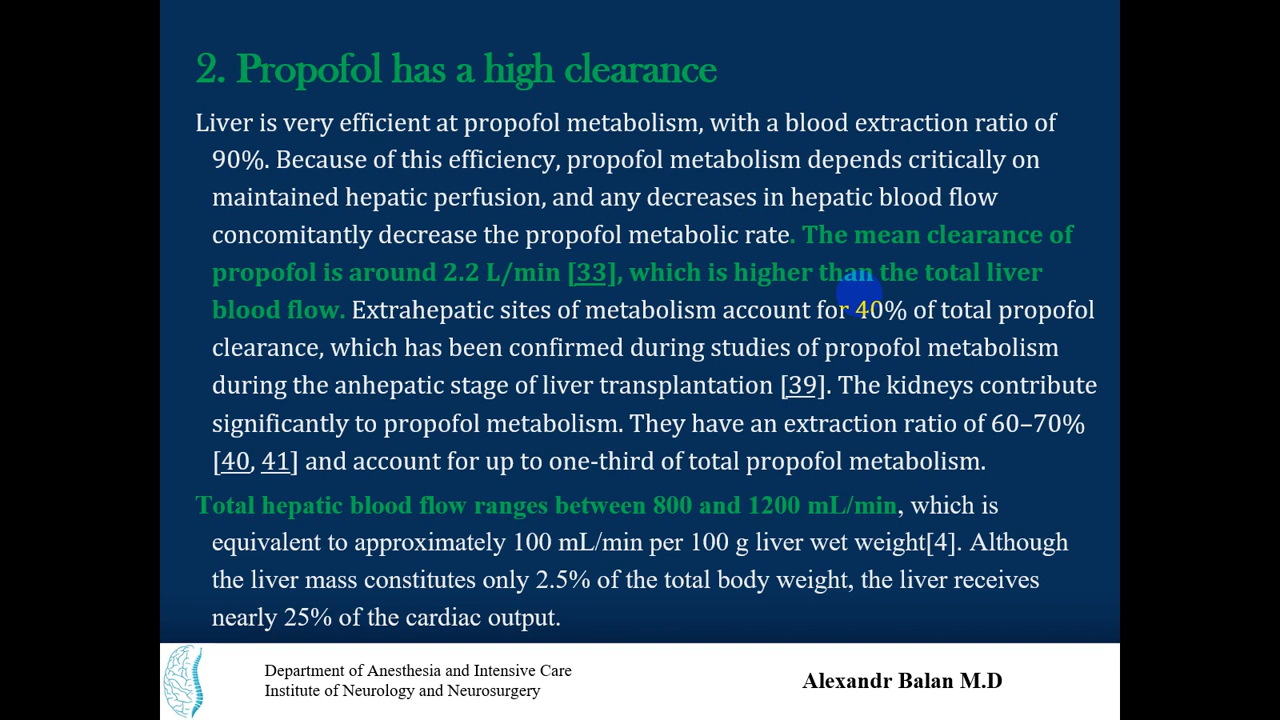 2. Propofol has a high clearance
Liver is very efficient at propofol metabolism, with a blood extraction ratio of
90%. Because of this efficiency, propofol metabolism depends critically on
maintained hepatic perfusion, and any decreases in hepatic blood flow
concomitantly decrease the propofol metabolic rate. The mean clearance of
propofol is around 2.2 L/min [33], which is higher than the total liver
blood flow. Extrahepatic sites of metabolism account for 40% of total propofol
clearance, which has been confirmed during studies of propofol metabolism
during the anhepatic stage of liver transplantation [39]. The kidneys contribute
significantly to propofol metabolism. They have an extraction ratio of 60–70%
[40, 41] and account for up to one-third of total propofol metabolism.
Total hepatic blood flow ranges between 800 and 1200 mL/min, which is
equivalent to approximately 100 mL/min per 100 g liver wet weight[4]. Although
the liver mass constitutes only 2.5% of the total body weight, the liver receives
nearly 25% of the cardiac output.
Department of Anesthesia and Intensive Care
Institute of Neurology and Neurosurgery
Alexandr Balan M.D